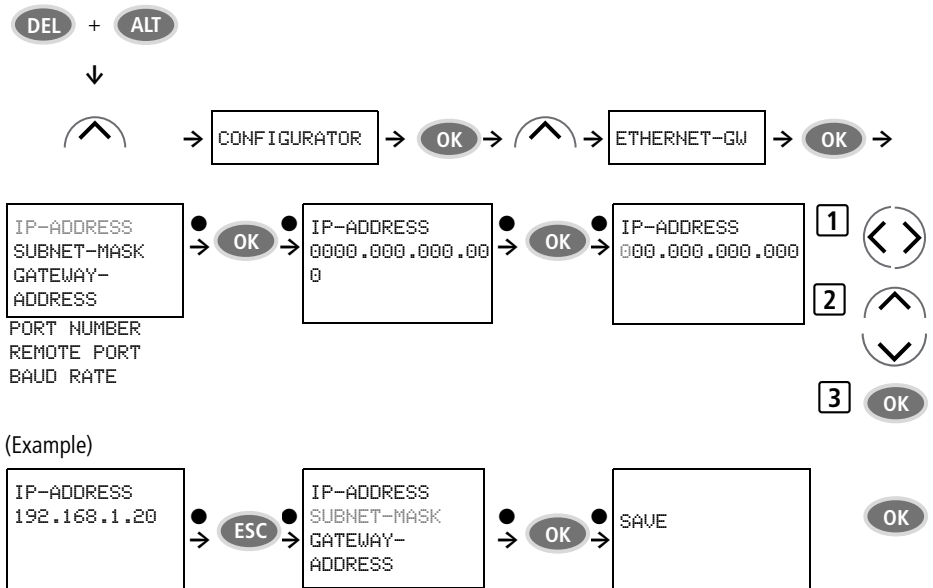 DEL + ALT
CONFIGURATOR OK ETHERNET-GW OK
IP-ADDRESS
SUBNET-MASK
GATEWAY-
ADDRESS
PORT NUMBER
REMOTE PORT
BAUD RATE
OK
IP-ADDRESS
0000.000.000.00
0
OK
IP-ADDRESS
000.000.000.000
1
2
3 OK
(Example)
IP-ADDRESS
192.168.1.20
ESC
IP-ADDRESS
SUBNET-MASK
GATEWAY-
ADDRESS
OK
SAVE
OK